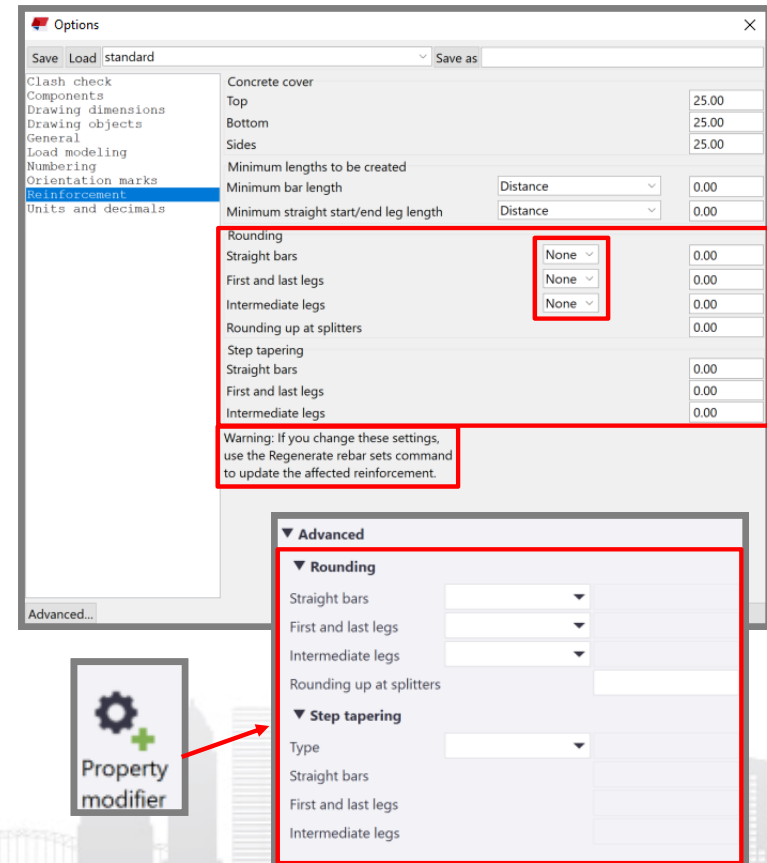 Options
Save Load standard Save as
Clash check
Components
Drawing dimensions
Drawing objects
General
Load modeling
Numbering
Orientation marks
Reinforcement
Units and decimals
Concrete cover
Top 25.00
Bottom 25.00
Sides 25.00
Minimum lengths to be created
Minimum bar length Distance 0.00
Minimum straight start/end leg length Distance 0.00
Rounding
Straight bars None 0.00
First and last legs None 0.00
Intermediate legs None 0.00
Rounding up at splitters 0.00
Step tapering
Straight bars 0.00
First and last legs 0.00
Intermediate legs 0.00
Warning: If you change these settings,
use the Regenerate rebar sets command
to update the affected reinforcement.
Advanced...
Advanced
Rounding
Straight bars
First and last legs
Intermediate legs
Rounding up at splitters
Step tapering
Type
Straight bars
First and last legs
Intermediate legs
Property
modifier